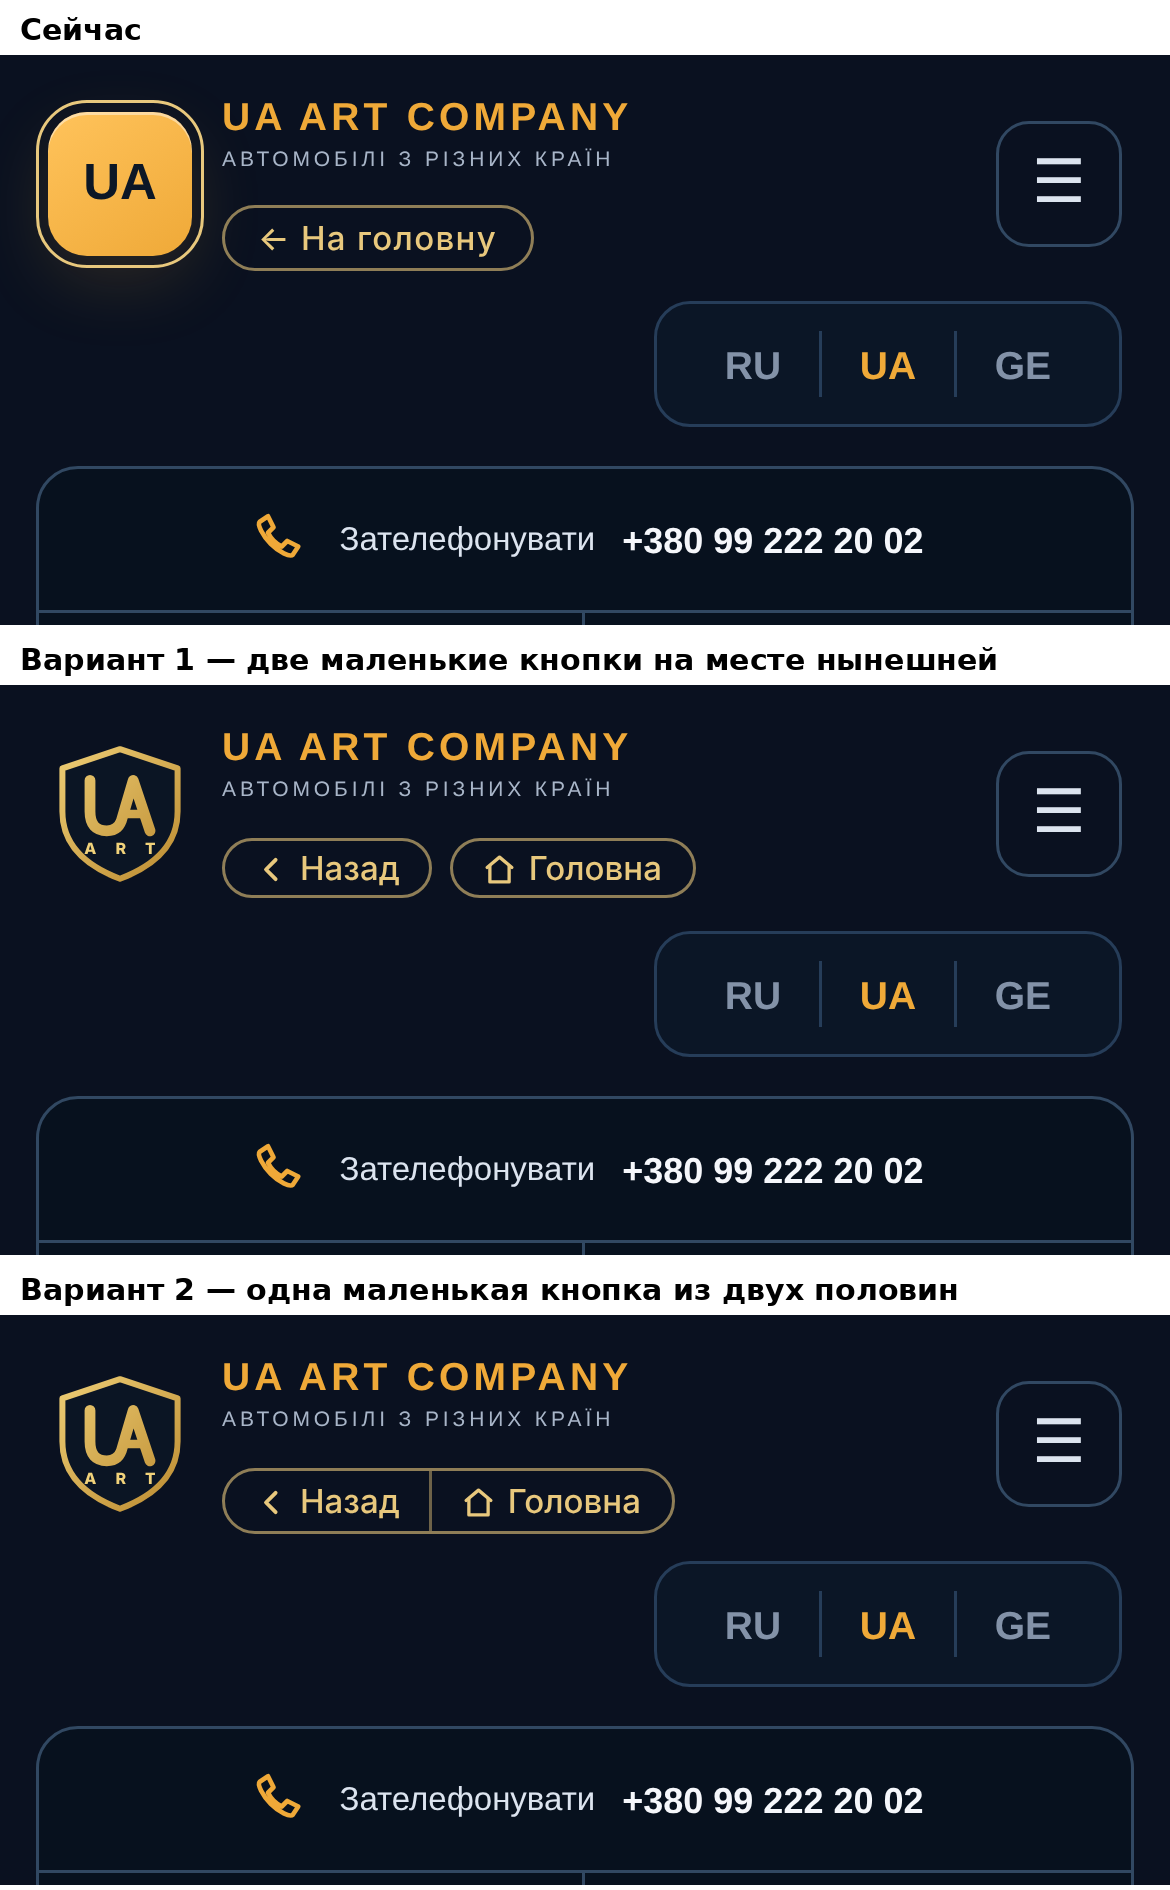 Сейчас
UA
UA ART COMPANY
АВТОМОБІЛІ З РІЗНИХ КРАЇН
← На головну
RU UA GE
Зателефонувати +380 99 222 20 02
Вариант 1 — две маленькие кнопки на месте нынешней
UA
ART
UA ART COMPANY
АВТОМОБІЛІ З РІЗНИХ КРАЇН
Назад Головна
RU UA GE
Зателефонувати +380 99 222 20 02
Вариант 2 — одна маленькая кнопка из двух половин
UA
ART
UA ART COMPANY
АВТОМОБІЛІ З РІЗНИХ КРАЇН
Назад Головна
RU UA GE
Зателефонувати +380 99 222 20 02